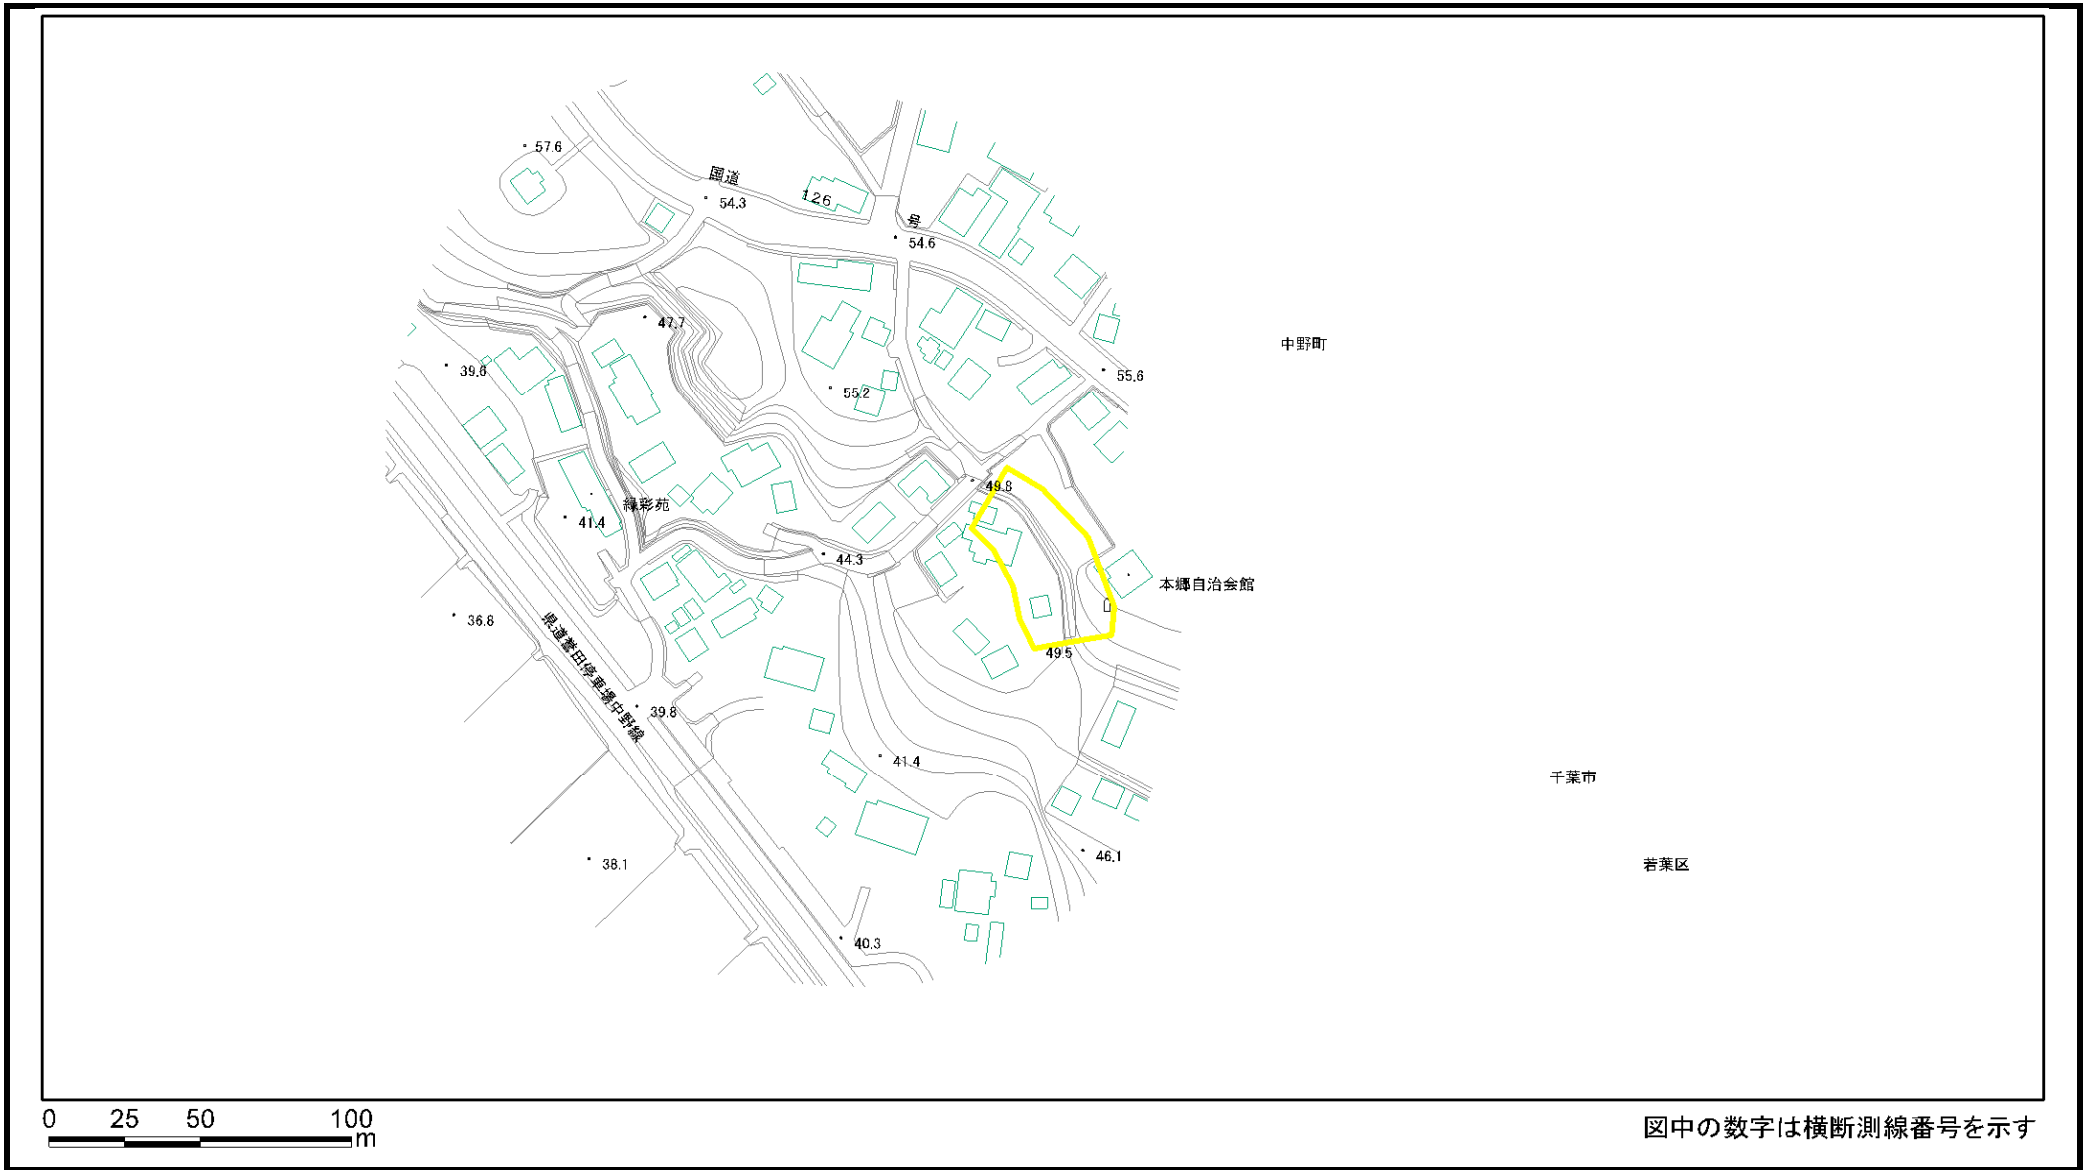 57.6
国道
54.3
126
号
54.6
中野町
47.7
39.6
55.2
55.6
49.8
緑彩苑
41.4
44.3
本郷自治会館
36.8
49.5
県道誉田停車場中野線
39.8
41.4
千葉市
46.1
若葉区
38.1
40.3
0 25 50 100
m
図中の数字は横断測線番号を示す